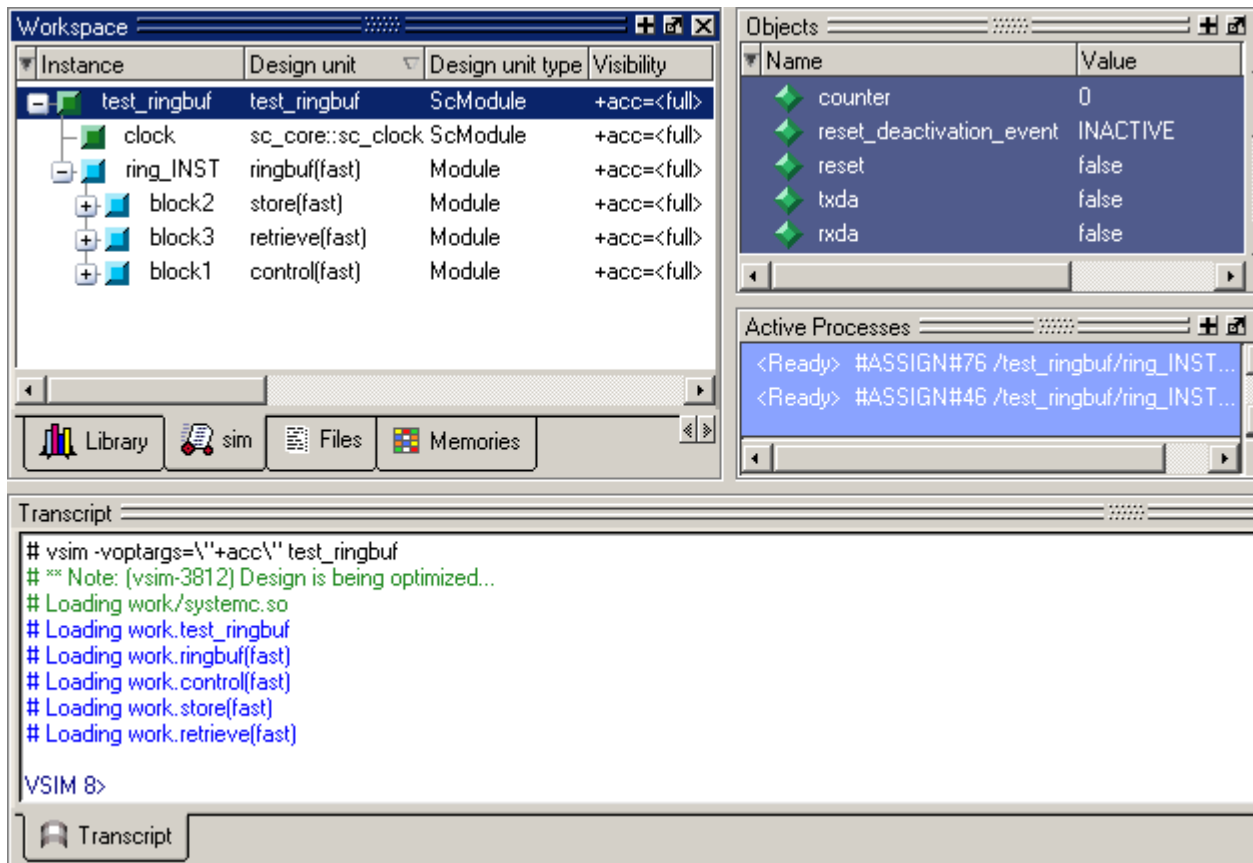 Workspace
Instance Design unit Design unit type Visibility
test_ringbuf test_ringbuf ScModule +acc=<full>
clock sc_core::sc_clock ScModule +acc=<full>
ring_INST ringbuf(fast) Module +acc=<full>
block2 store(fast) Module +acc=<full>
block3 retrieve(fast) Module +acc=<full>
block1 control(fast) Module +acc=<full>
Library sim Files Memories
Objects
Name Value
counter 0
reset_deactivation_event INACTIVE
reset false
txda false
rxda false
Active Processes
<Ready> #ASSIGN#76 /test_ringbuf/ring_INST...
<Ready> #ASSIGN#46 /test_ringbuf/ring_INST...
Transcript
# vsim -voptargs=\"+acc\" test_ringbuf
# ** Note: (vsim-3812) Design is being optimized...
# Loading work/systemc.so
# Loading work.test_ringbuf
# Loading work.ringbuf(fast)
# Loading work.control(fast)
# Loading work.store(fast)
# Loading work.retrieve(fast)
VSIM 8>
Transcript